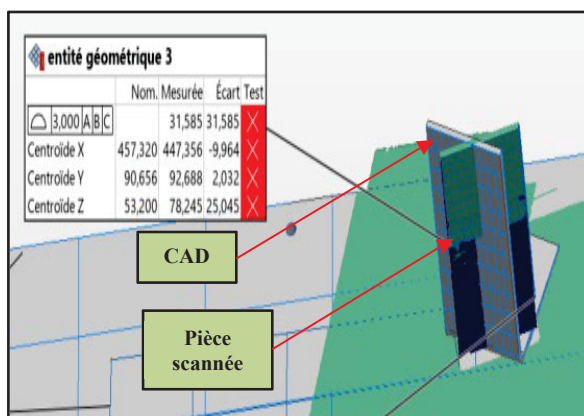 entité géométrique 3
Nom. Mesurée Écart Test
⌓ 3,000 A B C 31,585 31,585 X
Centroïde X 457,320 447,356 -9,964 X
Centroïde Y 90,656 92,688 2,032 X
Centroïde Z 53,200 78,245 25,045 X
CAD
Pièce
scannée